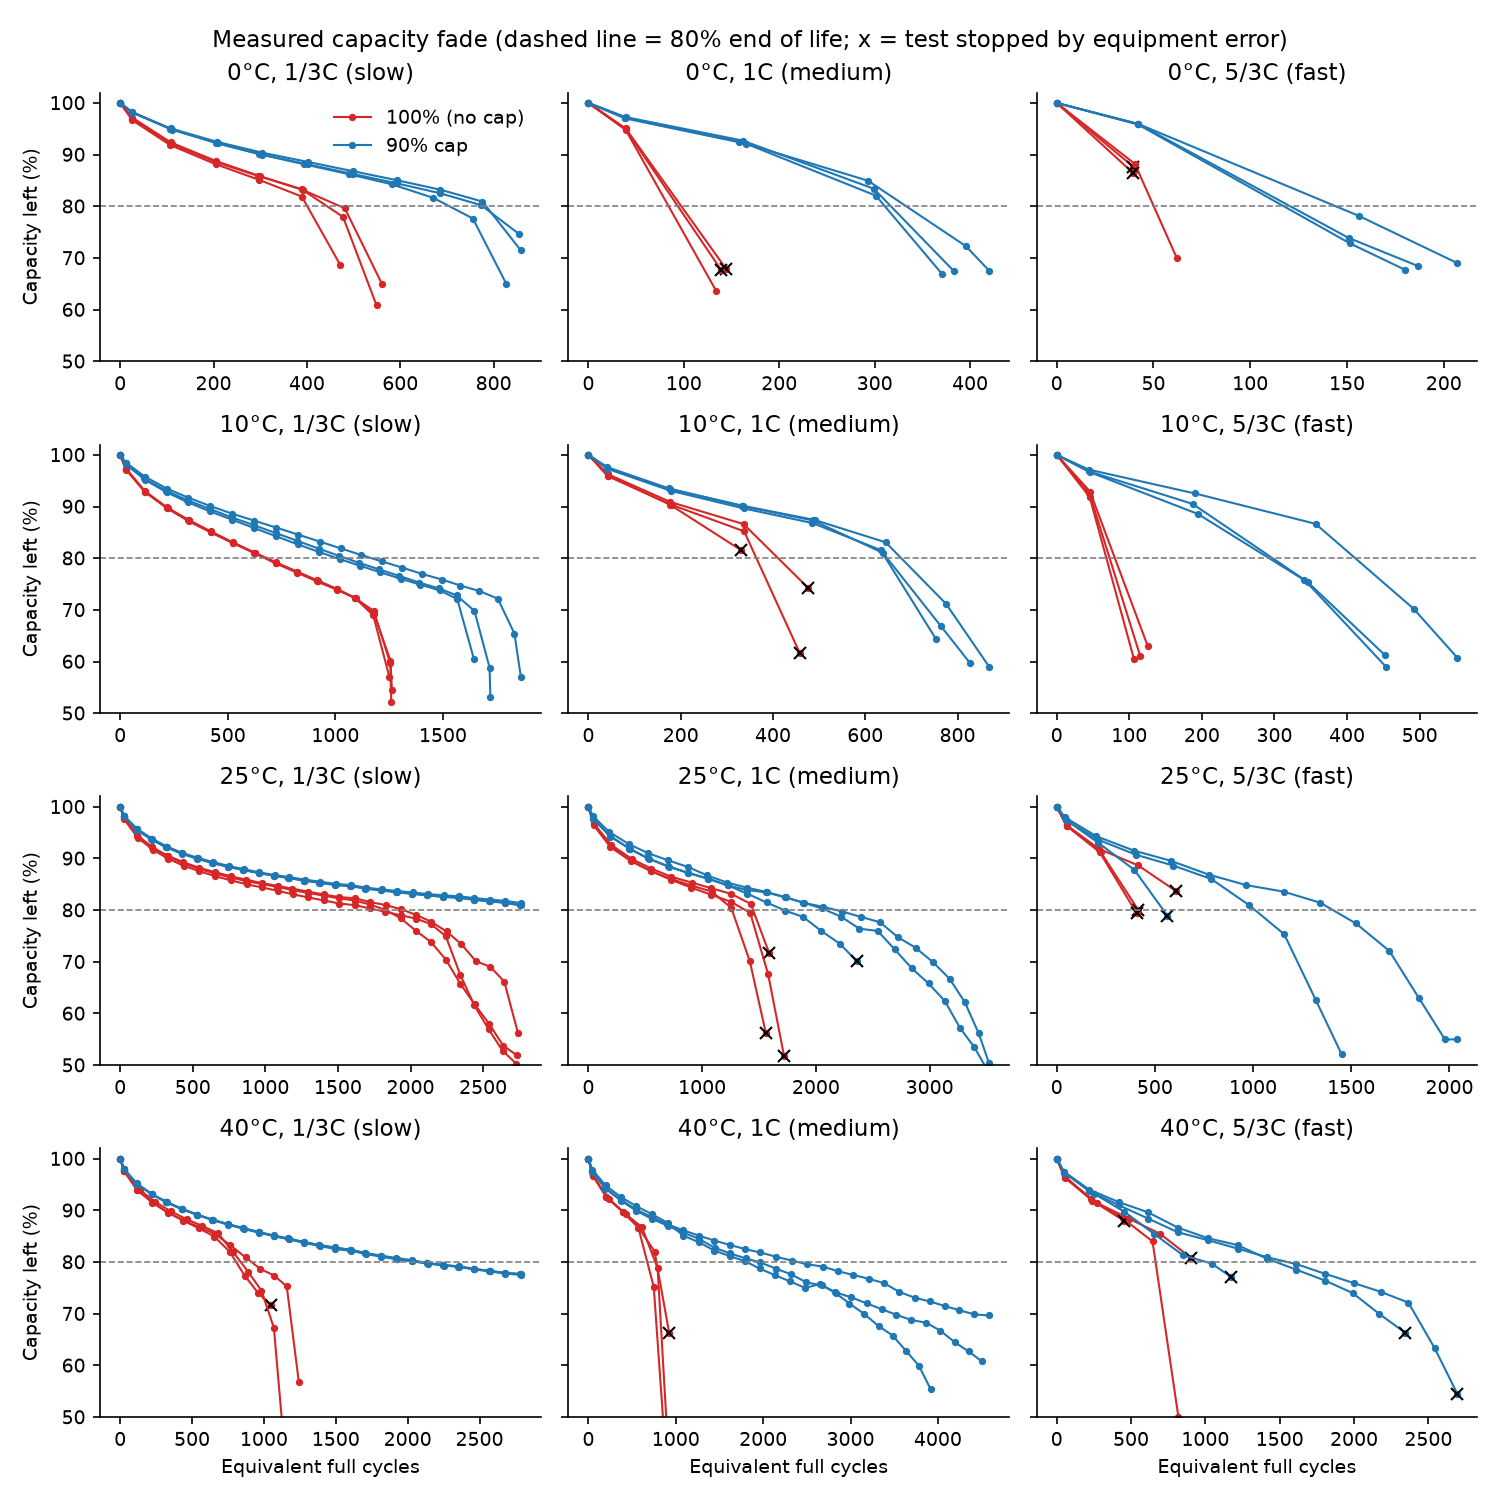 Measured capacity fade (dashed line = 80% end of life; x = test stopped by equipment error)
0°C, 1/3C (slow)
0°C, 1C (medium)
0°C, 5/3C (fast)
100% (no cap)
90% cap
Capacity left (%)
100
90
80
70
60
50
0 200 400 600 800
0 100 200 300 400
0 50 100 150 200
10°C, 1/3C (slow)
10°C, 1C (medium)
10°C, 5/3C (fast)
Capacity left (%)
100
90
80
70
60
50
0 500 1000 1500
0 200 400 600 800
0 100 200 300 400 500
25°C, 1/3C (slow)
25°C, 1C (medium)
25°C, 5/3C (fast)
Capacity left (%)
100
90
80
70
60
50
0 500 1000 1500 2000 2500
0 1000 2000 3000
0 500 1000 1500 2000
40°C, 1/3C (slow)
40°C, 1C (medium)
40°C, 5/3C (fast)
Capacity left (%)
100
90
80
70
60
50
0 500 1000 1500 2000 2500
0 1000 2000 3000 4000
0 500 1000 1500 2000 2500
Equivalent full cycles
Equivalent full cycles
Equivalent full cycles